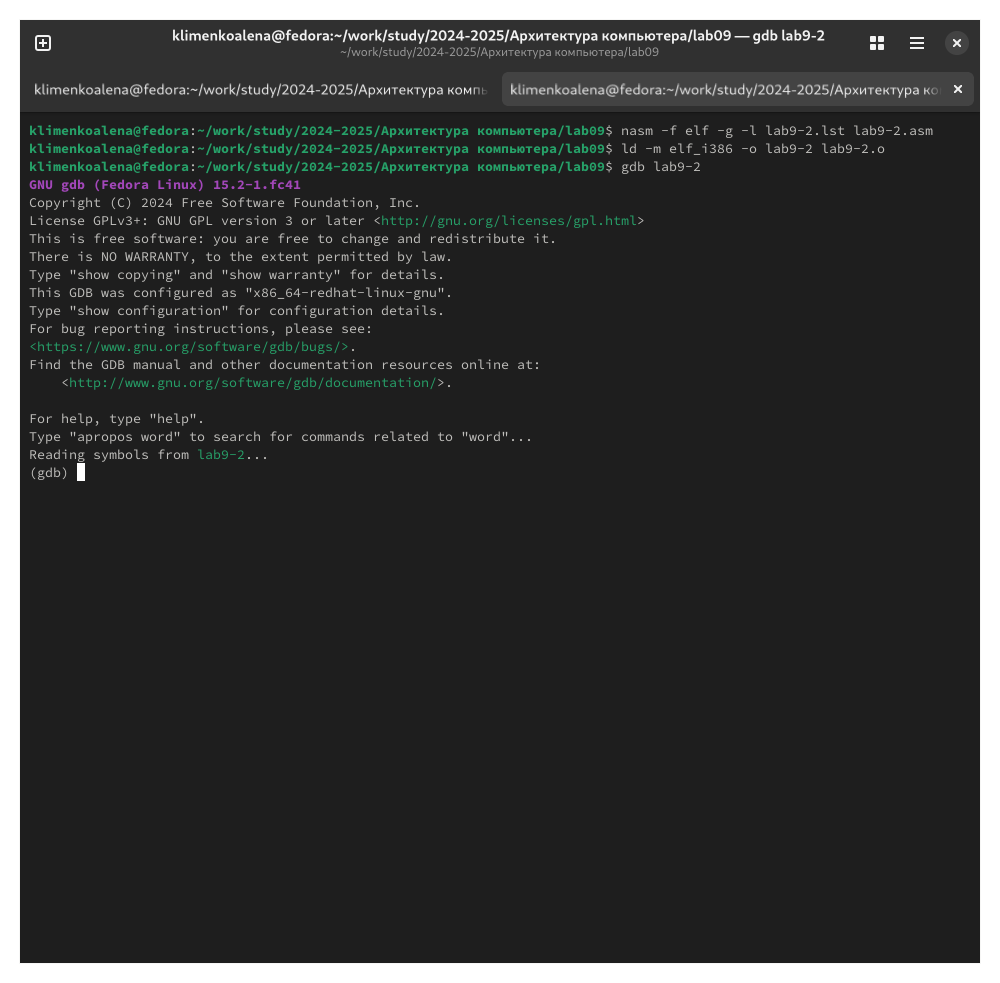 klimenkoalena@fedora:~/work/study/2024-2025/Архитектура компьютера/lab09 — gdb lab9-2
~/work/study/2024-2025/Архитектура компьютера/lab09
klimenkoalena@fedora:~/work/study/2024-2025/Архитектура компь
klimenkoalena@fedora:~/work/study/2024-2025/Архитектура ко
klimenkoalena@fedora:~/work/study/2024-2025/Архитектура компьютера/lab09$ nasm -f elf -g -l lab9-2.lst lab9-2.asm
klimenkoalena@fedora:~/work/study/2024-2025/Архитектура компьютера/lab09$ ld -m elf_i386 -o lab9-2 lab9-2.o
klimenkoalena@fedora:~/work/study/2024-2025/Архитектура компьютера/lab09$ gdb lab9-2
GNU gdb (Fedora Linux) 15.2-1.fc41
Copyright (C) 2024 Free Software Foundation, Inc.
License GPLv3+: GNU GPL version 3 or later <http://gnu.org/licenses/gpl.html>
This is free software: you are free to change and redistribute it.
There is NO WARRANTY, to the extent permitted by law.
Type "show copying" and "show warranty" for details.
This GDB was configured as "x86_64-redhat-linux-gnu".
Type "show configuration" for configuration details.
For bug reporting instructions, please see:
<https://www.gnu.org/software/gdb/bugs/>.
Find the GDB manual and other documentation resources online at:
    <http://www.gnu.org/software/gdb/documentation/>.
For help, type "help".
Type "apropos word" to search for commands related to "word"...
Reading symbols from lab9-2...
(gdb)